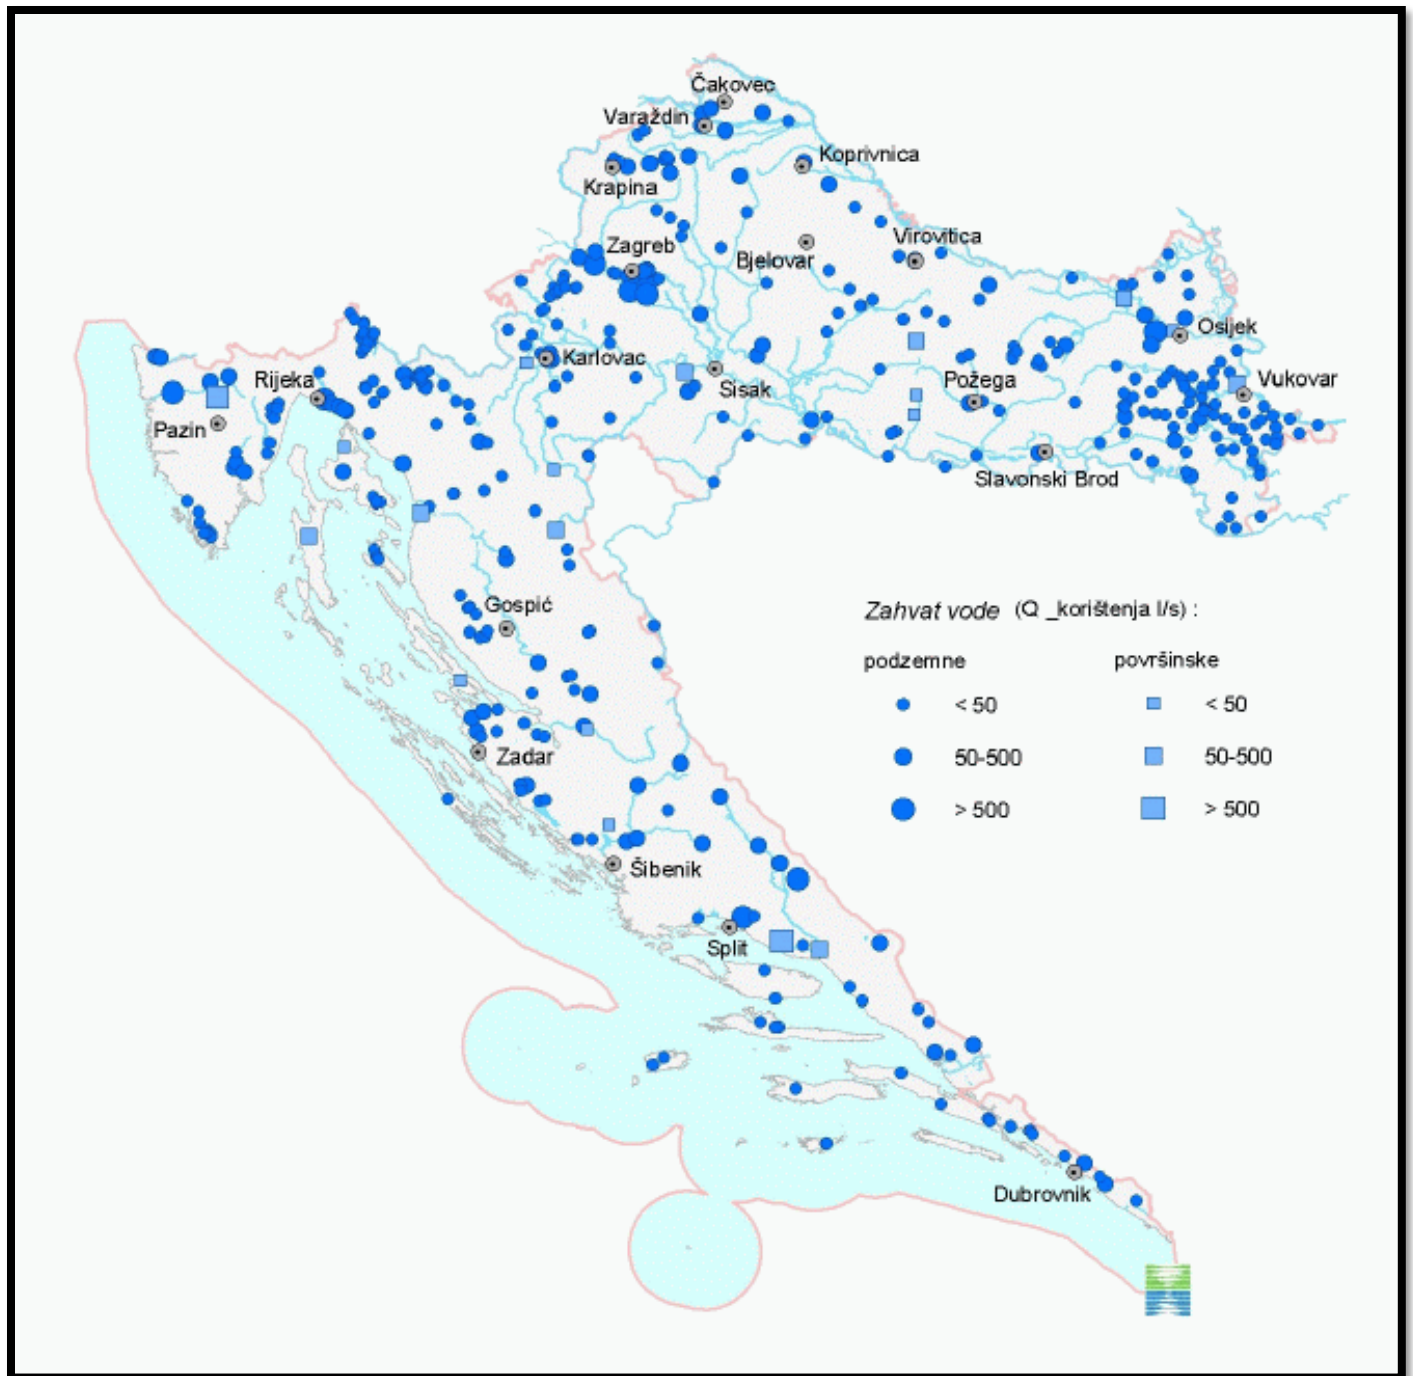 Čakovec
Varaždin
Koprivnica
Krapina
Virovitica
Zagreb
Bjelovar
Osijek
Karlovac
Rijeka
Sisak
Požega
Vukovar
Pazin
Slavonski Brod
Gospić
Zahvat vode (Q _korištenja l/s) :
podzemne površinske
< 50 < 50
50-500 50-500
> 500 > 500
Zadar
Šibenik
Split
Dubrovnik